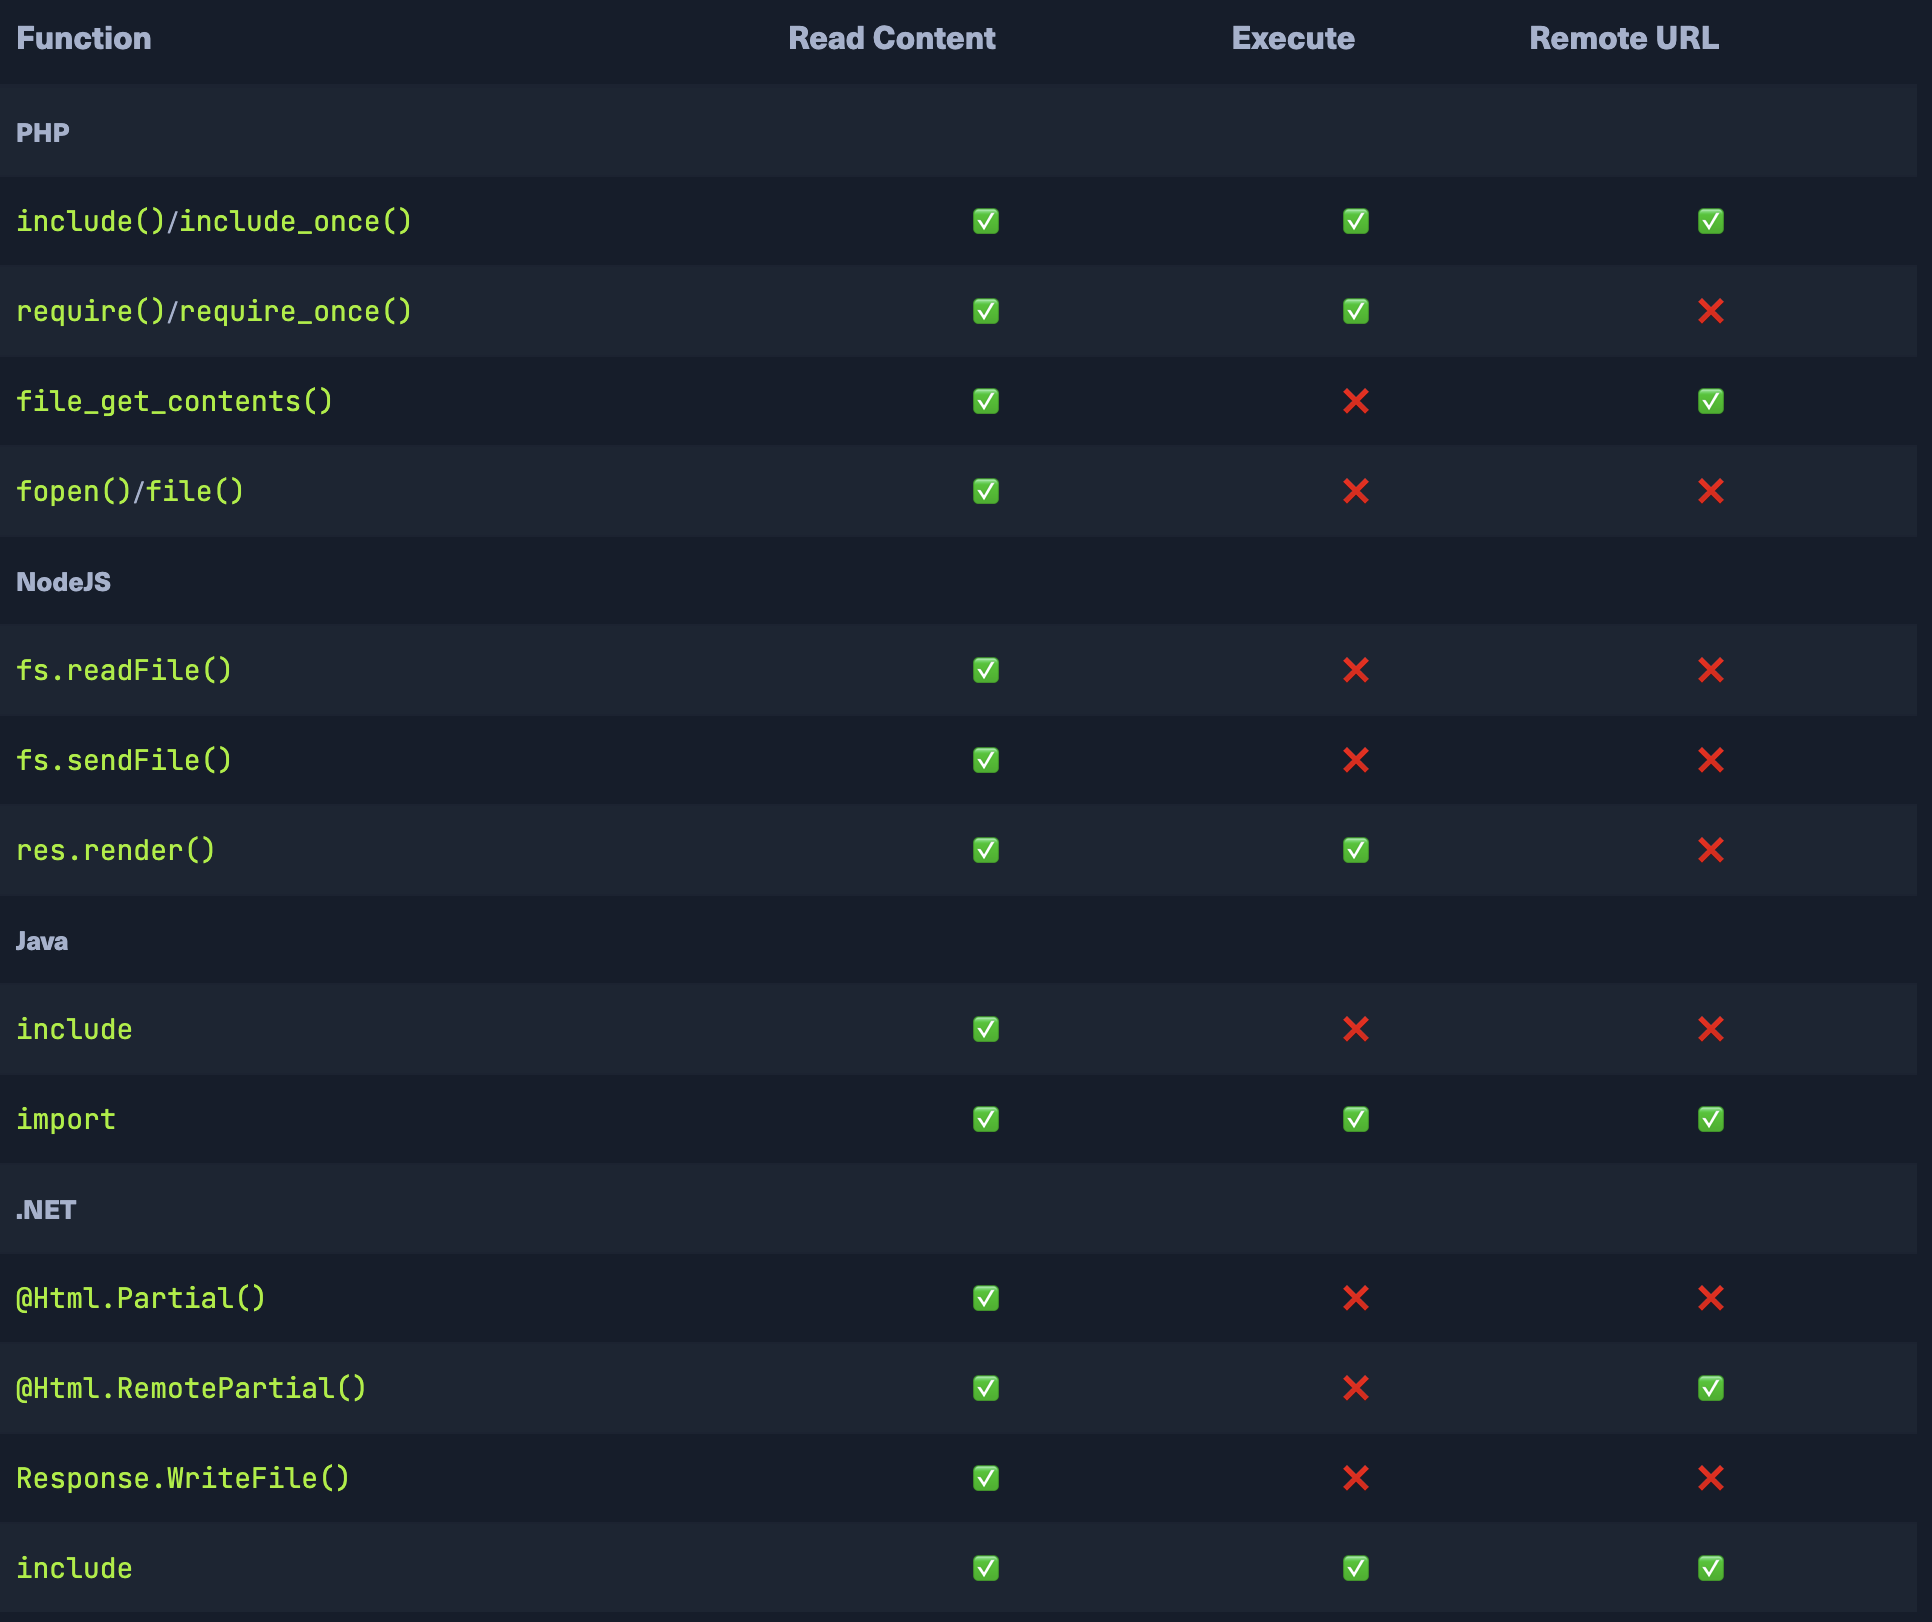 Function Read Content Execute Remote URL
PHP
include()/include_once() ✅ ✅ ✅
require()/require_once() ✅ ✅ ❌
file_get_contents() ✅ ❌ ✅
fopen()/file() ✅ ❌ ❌
NodeJS
fs.readFile() ✅ ❌ ❌
fs.sendFile() ✅ ❌ ❌
res.render() ✅ ✅ ❌
Java
include ✅ ❌ ❌
import ✅ ✅ ✅
.NET
@Html.Partial() ✅ ❌ ❌
@Html.RemotePartial() ✅ ❌ ✅
Response.WriteFile() ✅ ❌ ❌
include ✅ ✅ ✅